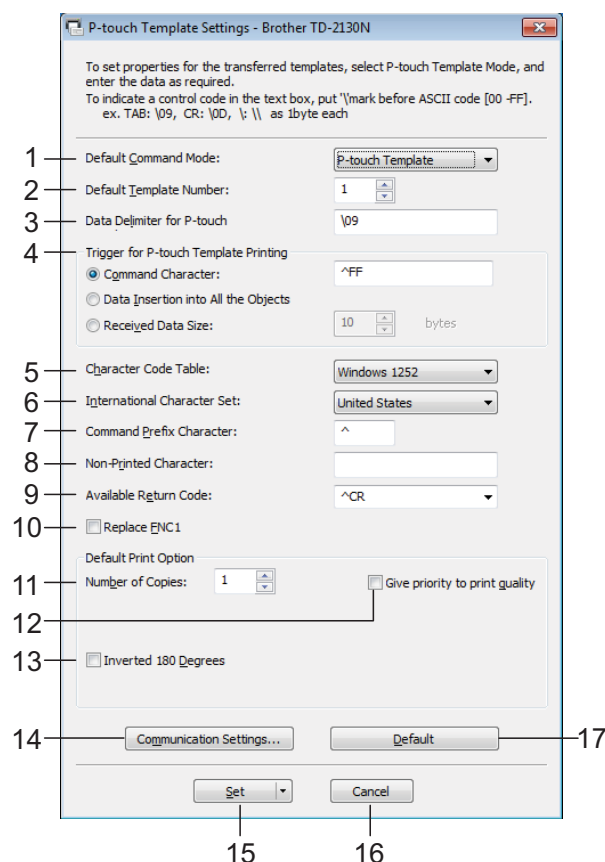 P-touch Template Settings - Brother TD-2130N
To set properties for the transferred templates, select P-touch Template Mode, and
enter the data as required.
To indicate a control code in the text box, put '\'mark before ASCII code [00 -FF].
ex. TAB: \09, CR: \0D, \: \\ as 1byte each
1 Default Command Mode: P-touch Template
2 Default Template Number: 1
3 Data Delimiter for P-touch \09
4 Trigger for P-touch Template Printing
Command Character: ^FF
Data Insertion into All the Objects
Received Data Size: 10 bytes
5 Character Code Table: Windows 1252
6 International Character Set: United States
7 Command Prefix Character: ^
8 Non-Printed Character:
9 Available Return Code: ^CR
10 Replace FNC1
Default Print Option
11 Number of Copies: 1 Give priority to print quality
12
13 Inverted 180 Degrees
14 Communication Settings... Default 17
Set Cancel
15 16